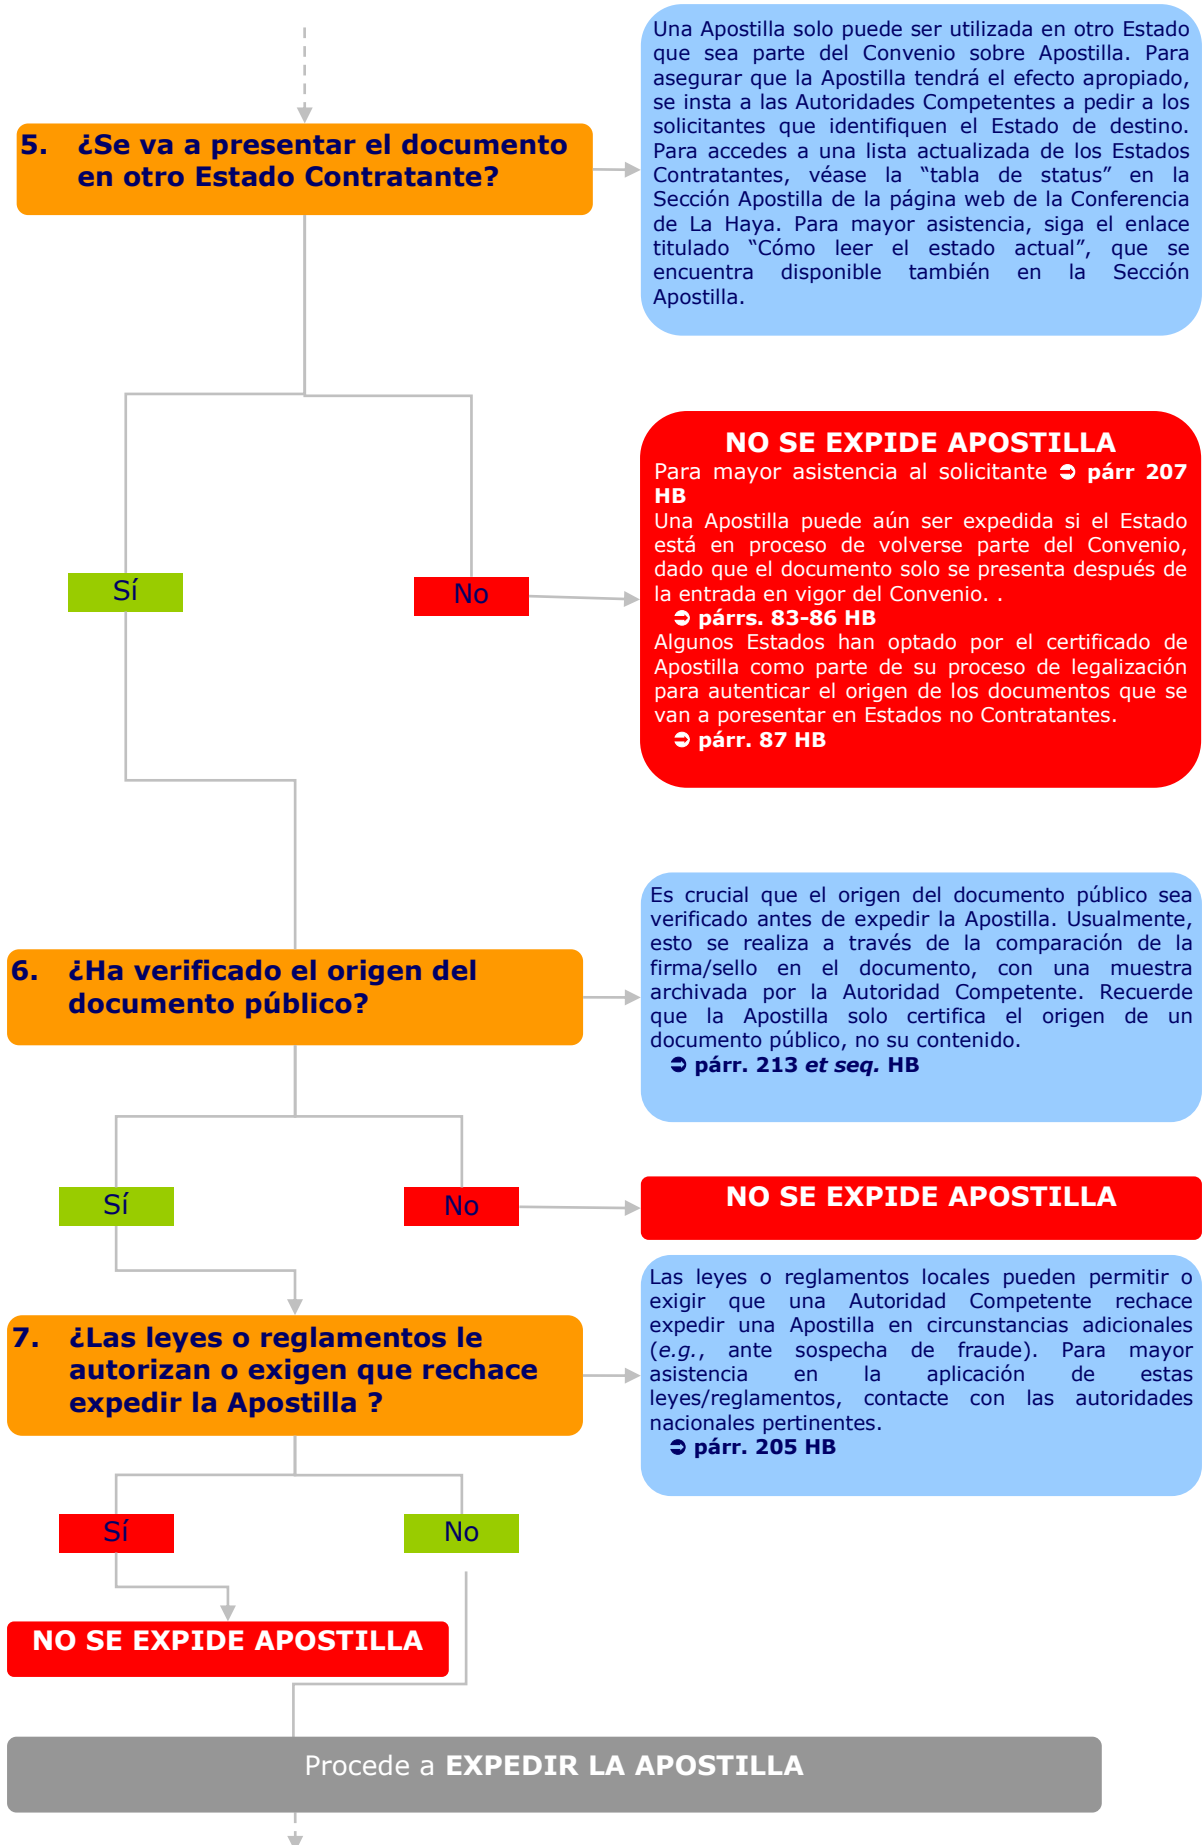 Una Apostilla solo puede ser utilizada en otro Estado
que sea parte del Convenio sobre Apostilla. Para
asegurar que la Apostilla tendrá el efecto apropiado,
se insta a las Autoridades Competentes a pedir a los
solicitantes que identifiquen el Estado de destino.
Para accedes a una lista actualizada de los Estados
Contratantes, véase la “tabla de status” en la
Sección Apostilla de la página web de la Conferencia
de La Haya. Para mayor asistencia, siga el enlace
titulado “Cómo leer el estado actual”, que se
encuentra disponible también en la Sección
Apostilla.
5. ¿Se va a presentar el documento
en otro Estado Contratante?
NO SE EXPIDE APOSTILLA
Para mayor asistencia al solicitante ➲ párr 207
HB
Una Apostilla puede aún ser expedida si el Estado
está en proceso de volverse parte del Convenio,
dado que el documento solo se presenta después de
la entrada en vigor del Convenio. .
➲ párrs. 83-86 HB
Algunos Estados han optado por el certificado de
Apostilla como parte de su proceso de legalización
para autenticar el origen de los documentos que se
van a poresentar en Estados no Contratantes.
➲ párr. 87 HB
Sí
No
Es crucial que el origen del documento público sea
verificado antes de expedir la Apostilla. Usualmente,
esto se realiza a través de la comparación de la
firma/sello en el documento, con una muestra
archivada por la Autoridad Competente. Recuerde
que la Apostilla solo certifica el origen de un
documento público, no su contenido.
➲ párr. 213 et seq. HB
6. ¿Ha verificado el origen del
documento público?
Sí
No
NO SE EXPIDE APOSTILLA
Las leyes o reglamentos locales pueden permitir o
exigir que una Autoridad Competente rechace
expedir una Apostilla en circunstancias adicionales
(e.g., ante sospecha de fraude). Para mayor
asistencia en la aplicación de estas
leyes/reglamentos, contacte con las autoridades
nacionales pertinentes.
➲ párr. 205 HB
7. ¿Las leyes o reglamentos le
autorizan o exigen que rechace
expedir la Apostilla ?
Sí
No
NO SE EXPIDE APOSTILLA
Procede a EXPEDIR LA APOSTILLA